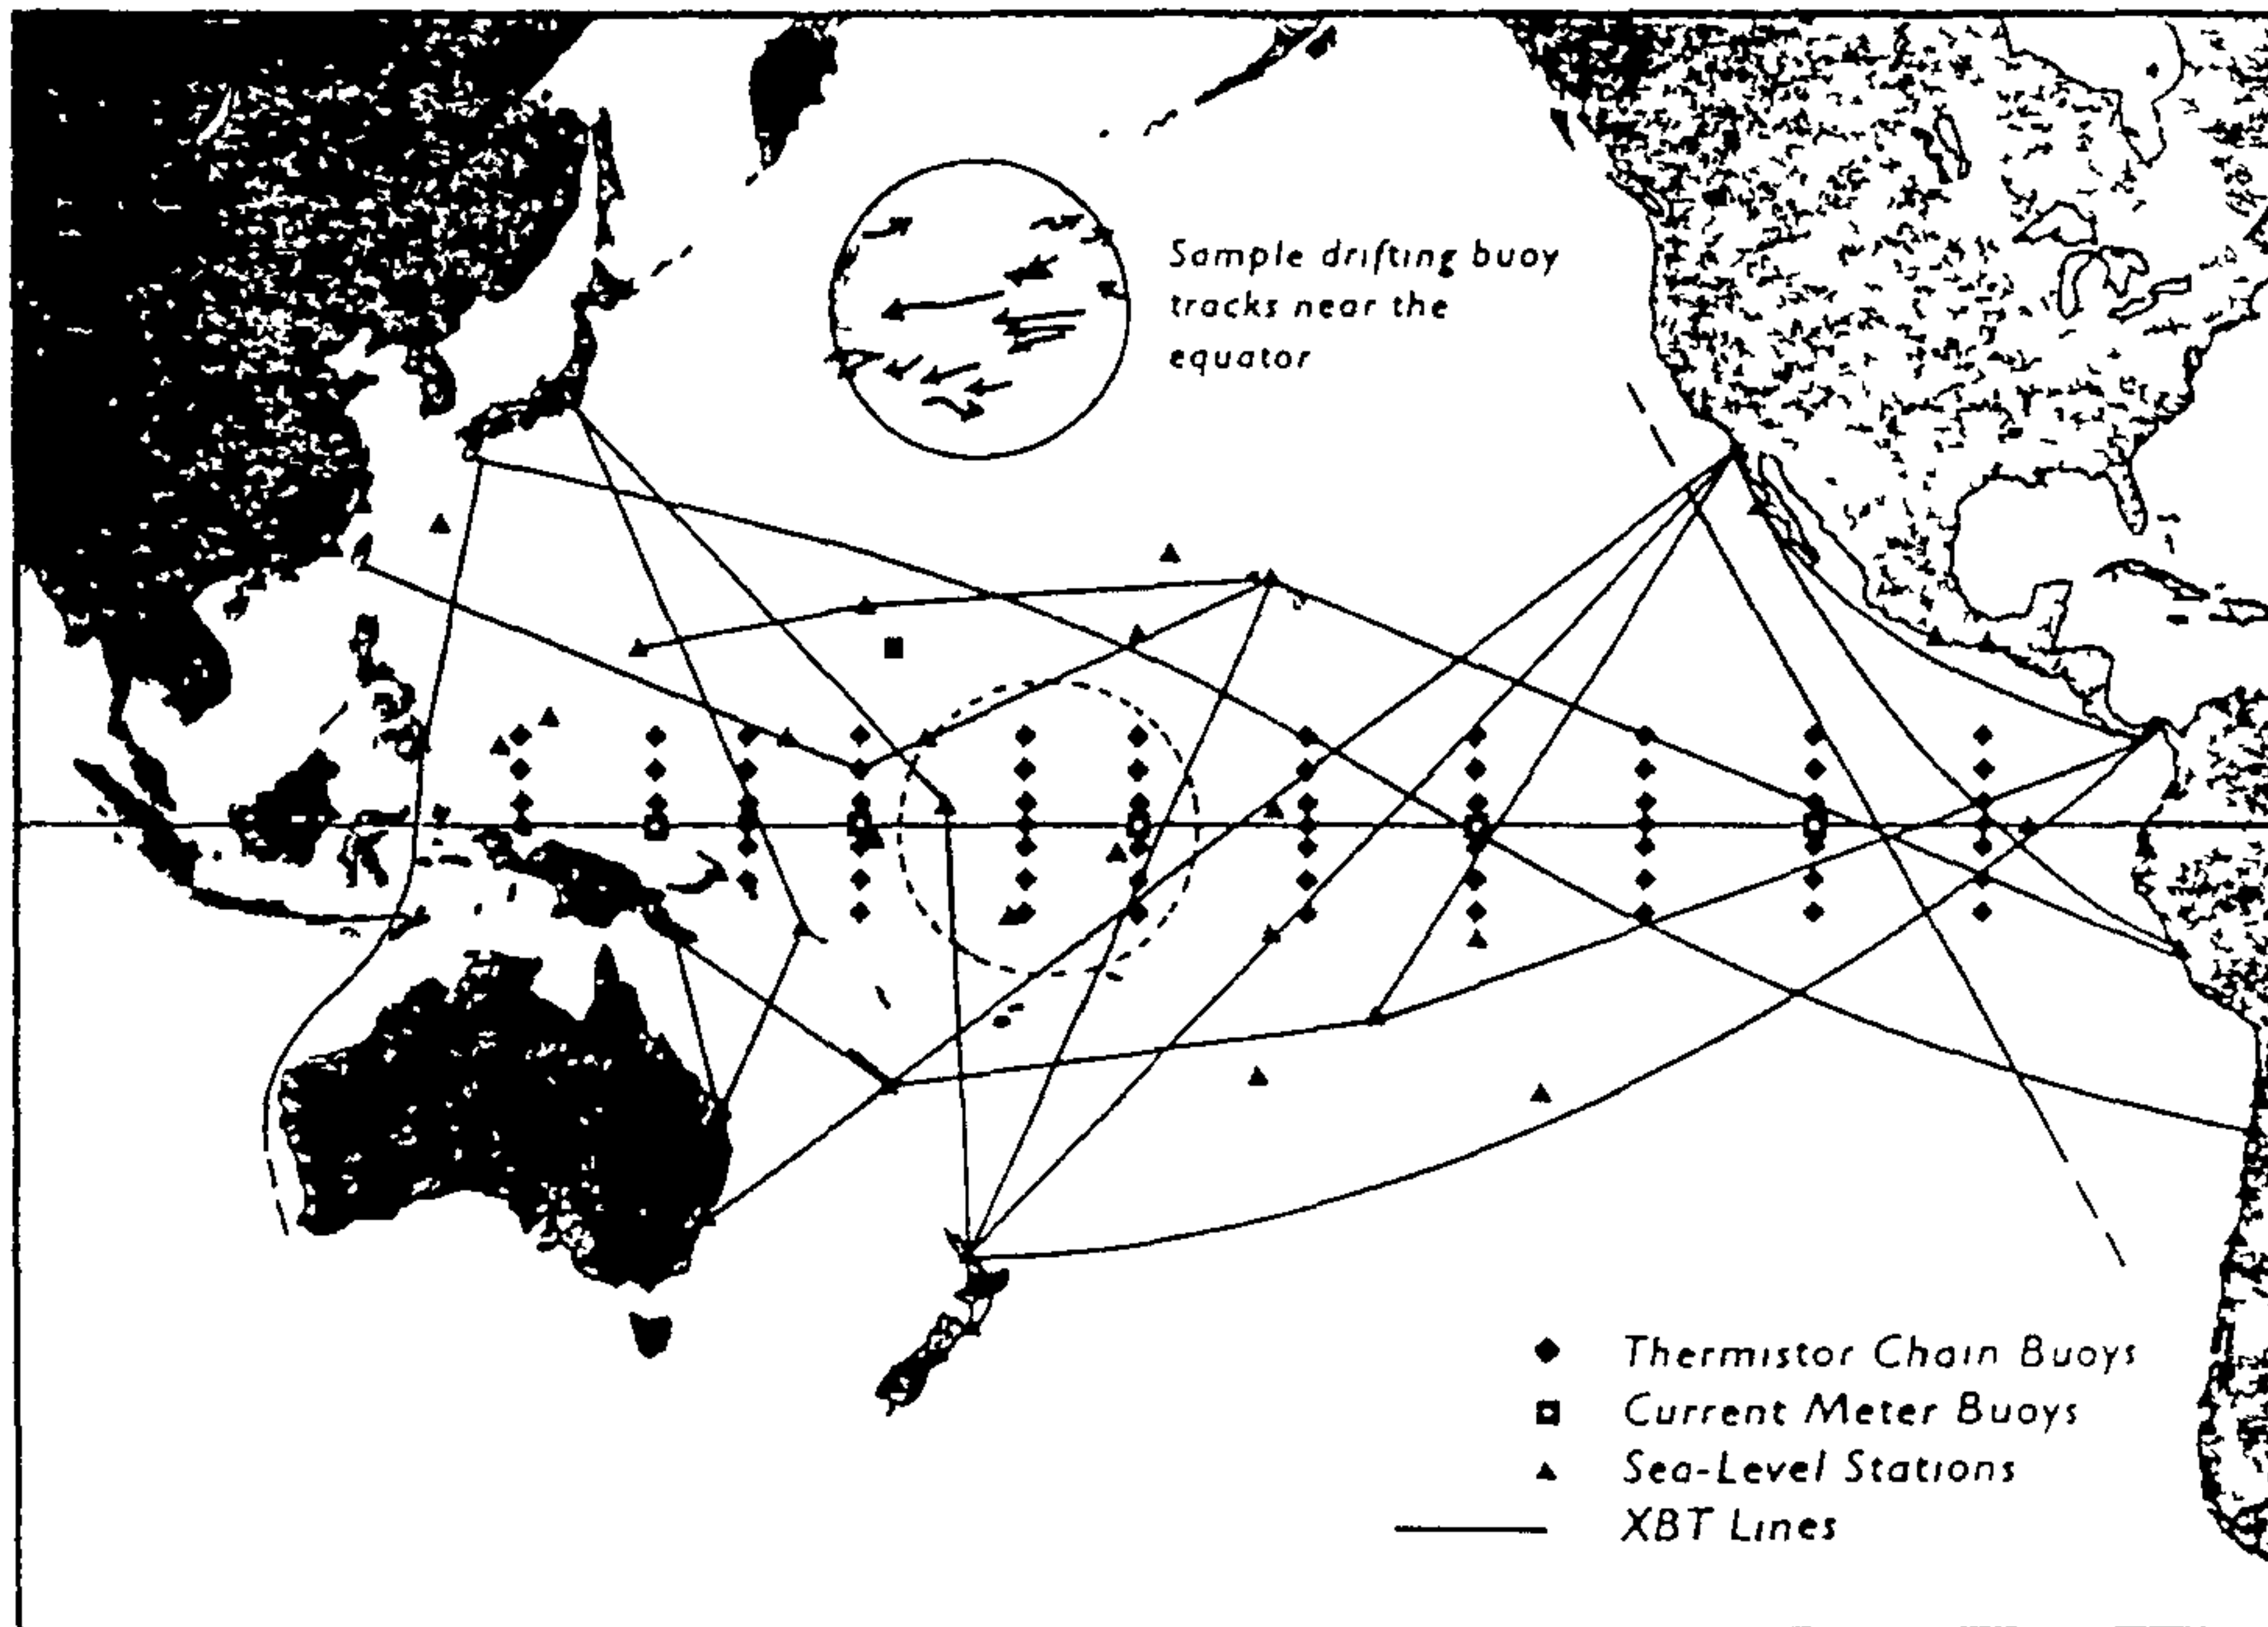 Sample drifting buoy
tracks near the
equator
Thermistor Chain Buoys
Current Meter Buoys
Sea-Level Stations
XBT Lines